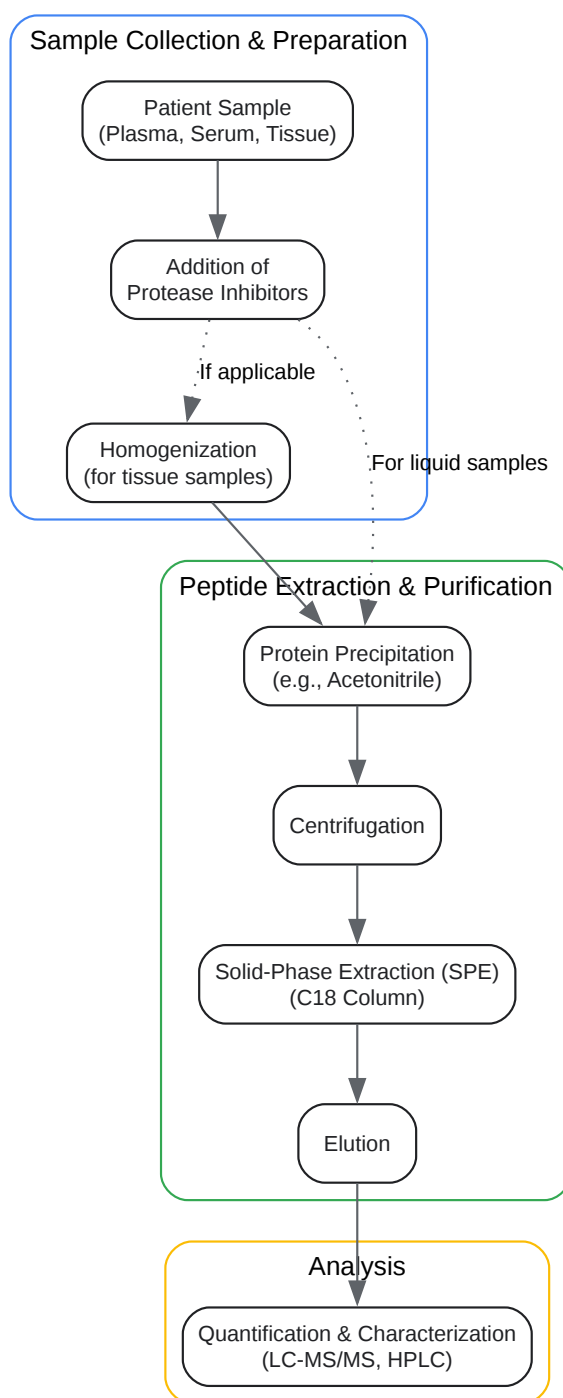 Sample Collection & Preparation
Patient Sample
(Plasma, Serum, Tissue)
Addition of
Protease Inhibitors
If applicable
Homogenization
(for tissue samples)
For liquid samples
Peptide Extraction & Purification
Protein Precipitation
(e.g., Acetonitrile)
Centrifugation
Solid-Phase Extraction (SPE)
(C18 Column)
Elution
Analysis
Quantification & Characterization
(LC-MS/MS, HPLC)